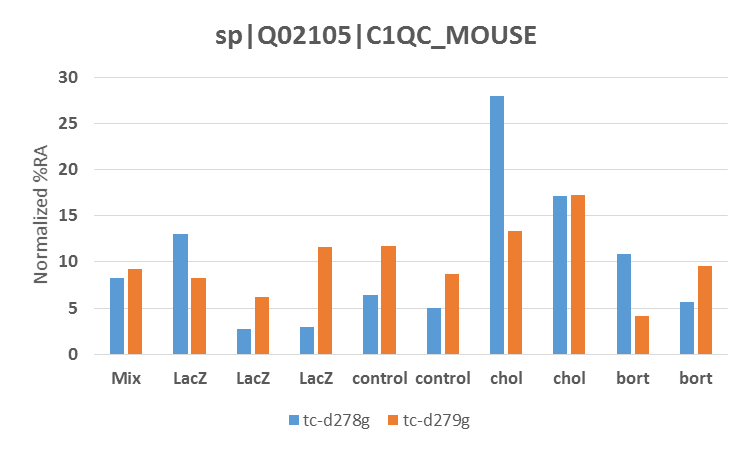 sp|Q02105|C1QC_MOUSE
Normalized %RA
30
25
20
15
10
5
0
Mix LacZ LacZ LacZ control control chol chol bort bort
tc-d278g tc-d279g